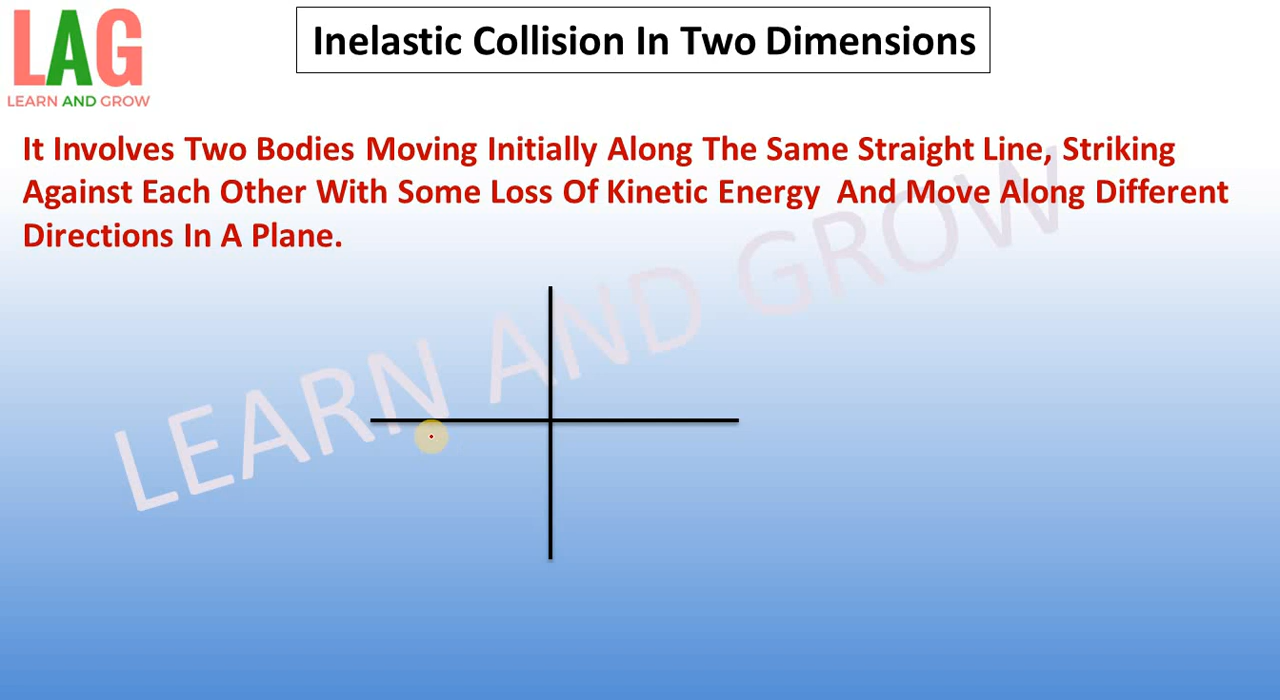 LAG
LEARN AND GROW
Inelastic Collision In Two Dimensions
It Involves Two Bodies Moving Initially Along The Same Straight Line, Striking
Against Each Other With Some Loss Of Kinetic Energy And Move Along Different
Directions In A Plane.
LEARN AND GROW